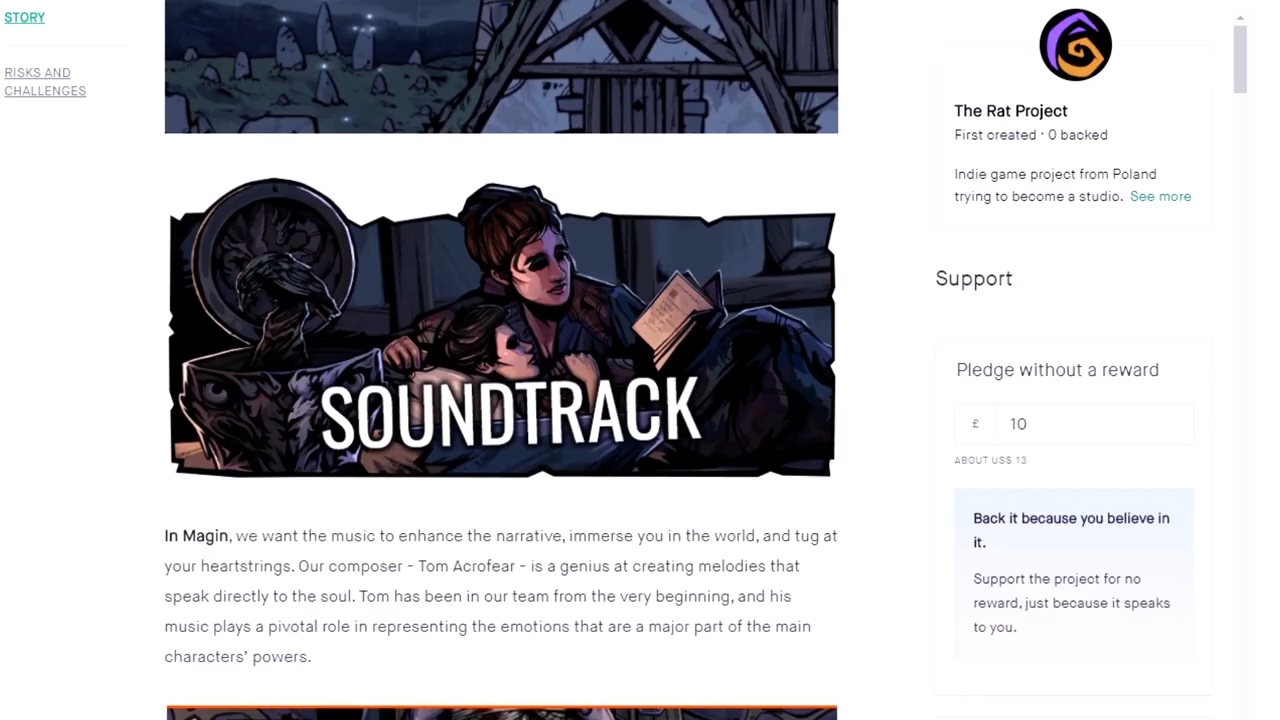 STORY
RISKS AND
CHALLENGES
SOUNDTRACK
In Magin, we want the music to enhance the narrative, immerse you in the world, and tug at
your heartstrings. Our composer - Tom Acrofear - is a genius at creating melodies that
speak directly to the soul. Tom has been in our team from the very beginning, and his
music plays a pivotal role in representing the emotions that are a major part of the main
characters’ powers.
The Rat Project
First created · 0 backed
Indie game project from Poland
trying to become a studio. See more
Support
Pledge without a reward
£ 10
ABOUT US$ 13
Back it because you believe in
it.
Support the project for no
reward, just because it speaks
to you.